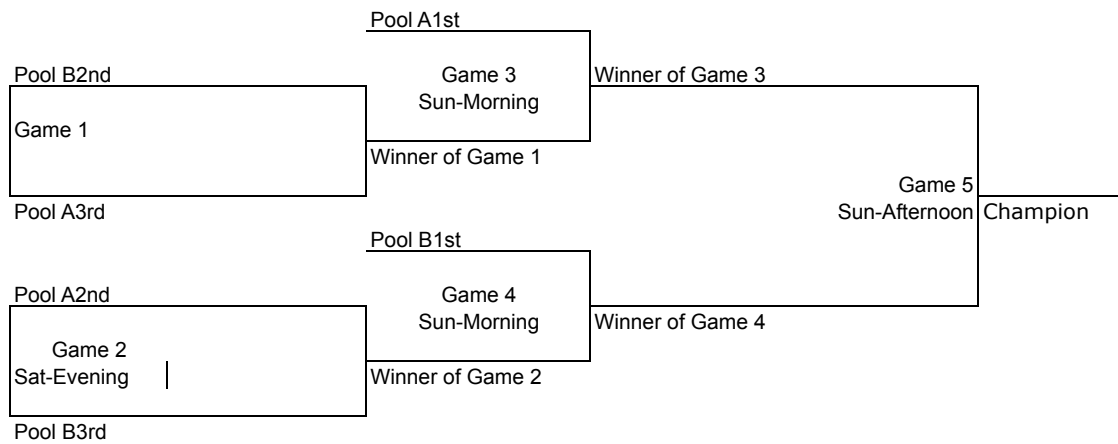 Pool A1st
Pool B2nd
Game 3
Sun-Morning
Winner of Game 3
Game 1
Winner of Game 1
Pool A3rd
Game 5
Sun-Afternoon
Champion
Pool B1st
Pool A2nd
Game 4
Sun-Morning
Winner of Game 4
Game 2
Sat-Evening
Winner of Game 2
Pool B3rd